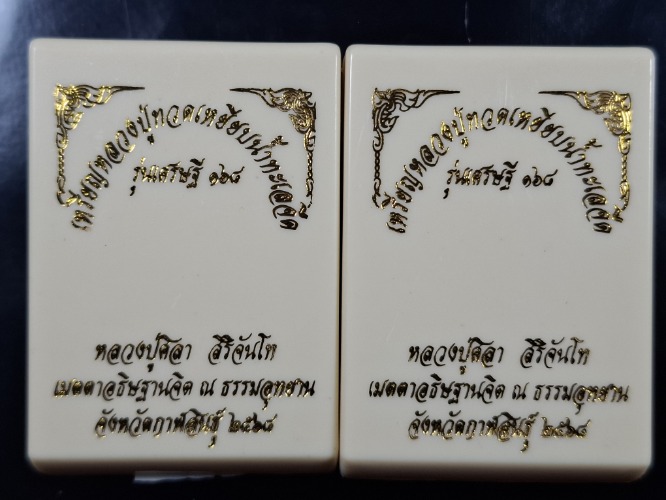 เหรียญหลวงปู่ทวดเหยียบน้ำทะเลจืด
รุ่นเศรษฐี ๑๖๘
หลวงปู่ศิลา สิริจันโท
เมตตาอธิษฐานจิต ณ ธรรมอุทยาน
จังหวัดกาฬสินธุ์ ๒๕๖๘
เหรียญหลวงปู่ทวดเหยียบน้ำทะเลจืด
รุ่นเศรษฐี ๑๖๘
หลวงปู่ศิลา สิริจันโท
เมตตาอธิษฐานจิต ณ ธรรมอุทยาน
จังหวัดกาฬสินธุ์ ๒๕๖๘